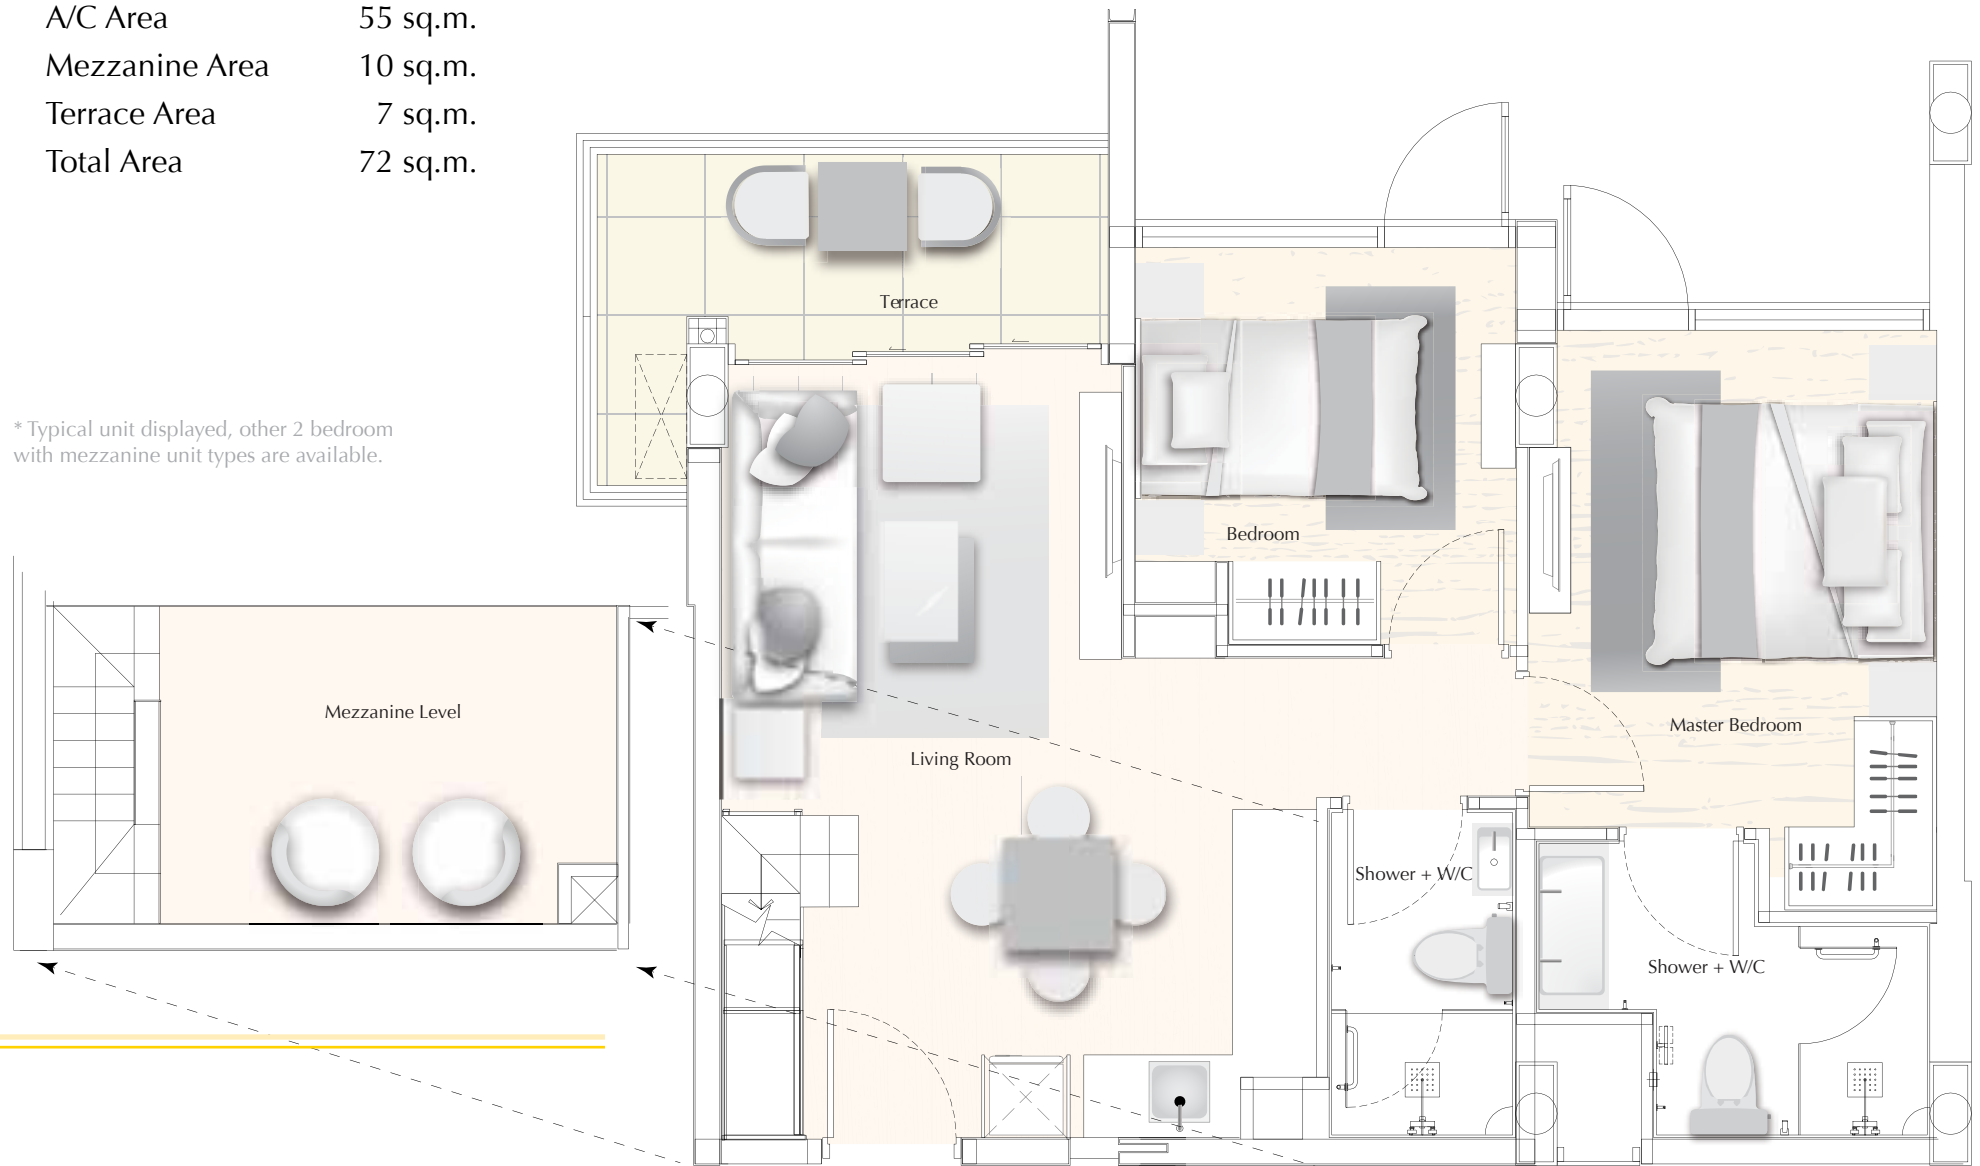 A/C Area 55 sq.m.
Mezzanine Area 10 sq.m.
Terrace Area 7 sq.m.
Total Area 72 sq.m.
Terrace
* Typical unit displayed, other 2 bedroom
with mezzanine unit types are available.
Bedroom
Mezzanine Level
Master Bedroom
Living Room
Shower + W/C
Shower + W/C